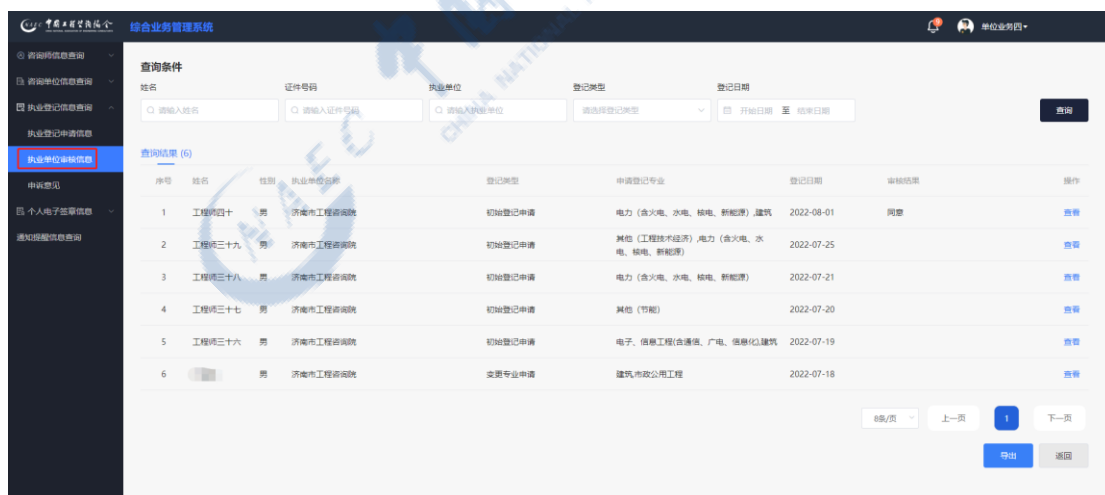 中国工程咨询协会
综合业务管理系统
9
单位业务四
咨询师信息查询
咨询单位信息查询
执业登记信息查询
执业登记申请信息
执业单位审核信息
申诉意见
个人电子签章信息
通知提醒信息查询
查询条件
姓名 证件号码 执业单位 登记类型 登记日期
请输入姓名 请输入证件号码 请输入执业单位 请选择登记类型 开始日期 至 结束日期 查询
查询结果 (6)
序号 姓名 性别 执业单位名称 登记类型 申请登记专业 登记日期 审核结果 操作
1 工程师四十 男 济南市工程咨询院 初始登记申请 电力（含火电、水电、核电、新能源）,建筑 2022-08-01 同意 查看
2 工程师三十九 男 济南市工程咨询院 初始登记申请 其他（工程技术经济）,电力（含火电、水
电、核电、新能源） 2022-07-25 查看
3 工程师三十八 男 济南市工程咨询院 初始登记申请 电力（含火电、水电、核电、新能源） 2022-07-21 查看
4 工程师三十七 男 济南市工程咨询院 初始登记申请 其他（节能） 2022-07-20 查看
5 工程师三十六 男 济南市工程咨询院 初始登记申请 电子、信息工程(含通信、广电、信息化),建筑 2022-07-19 查看
6 男 济南市工程咨询院 变更专业申请 建筑,市政公用工程 2022-07-18 查看
8条/页 上一页 1 下一页
导出 返回
CNAEC
CHINA NATIONAL